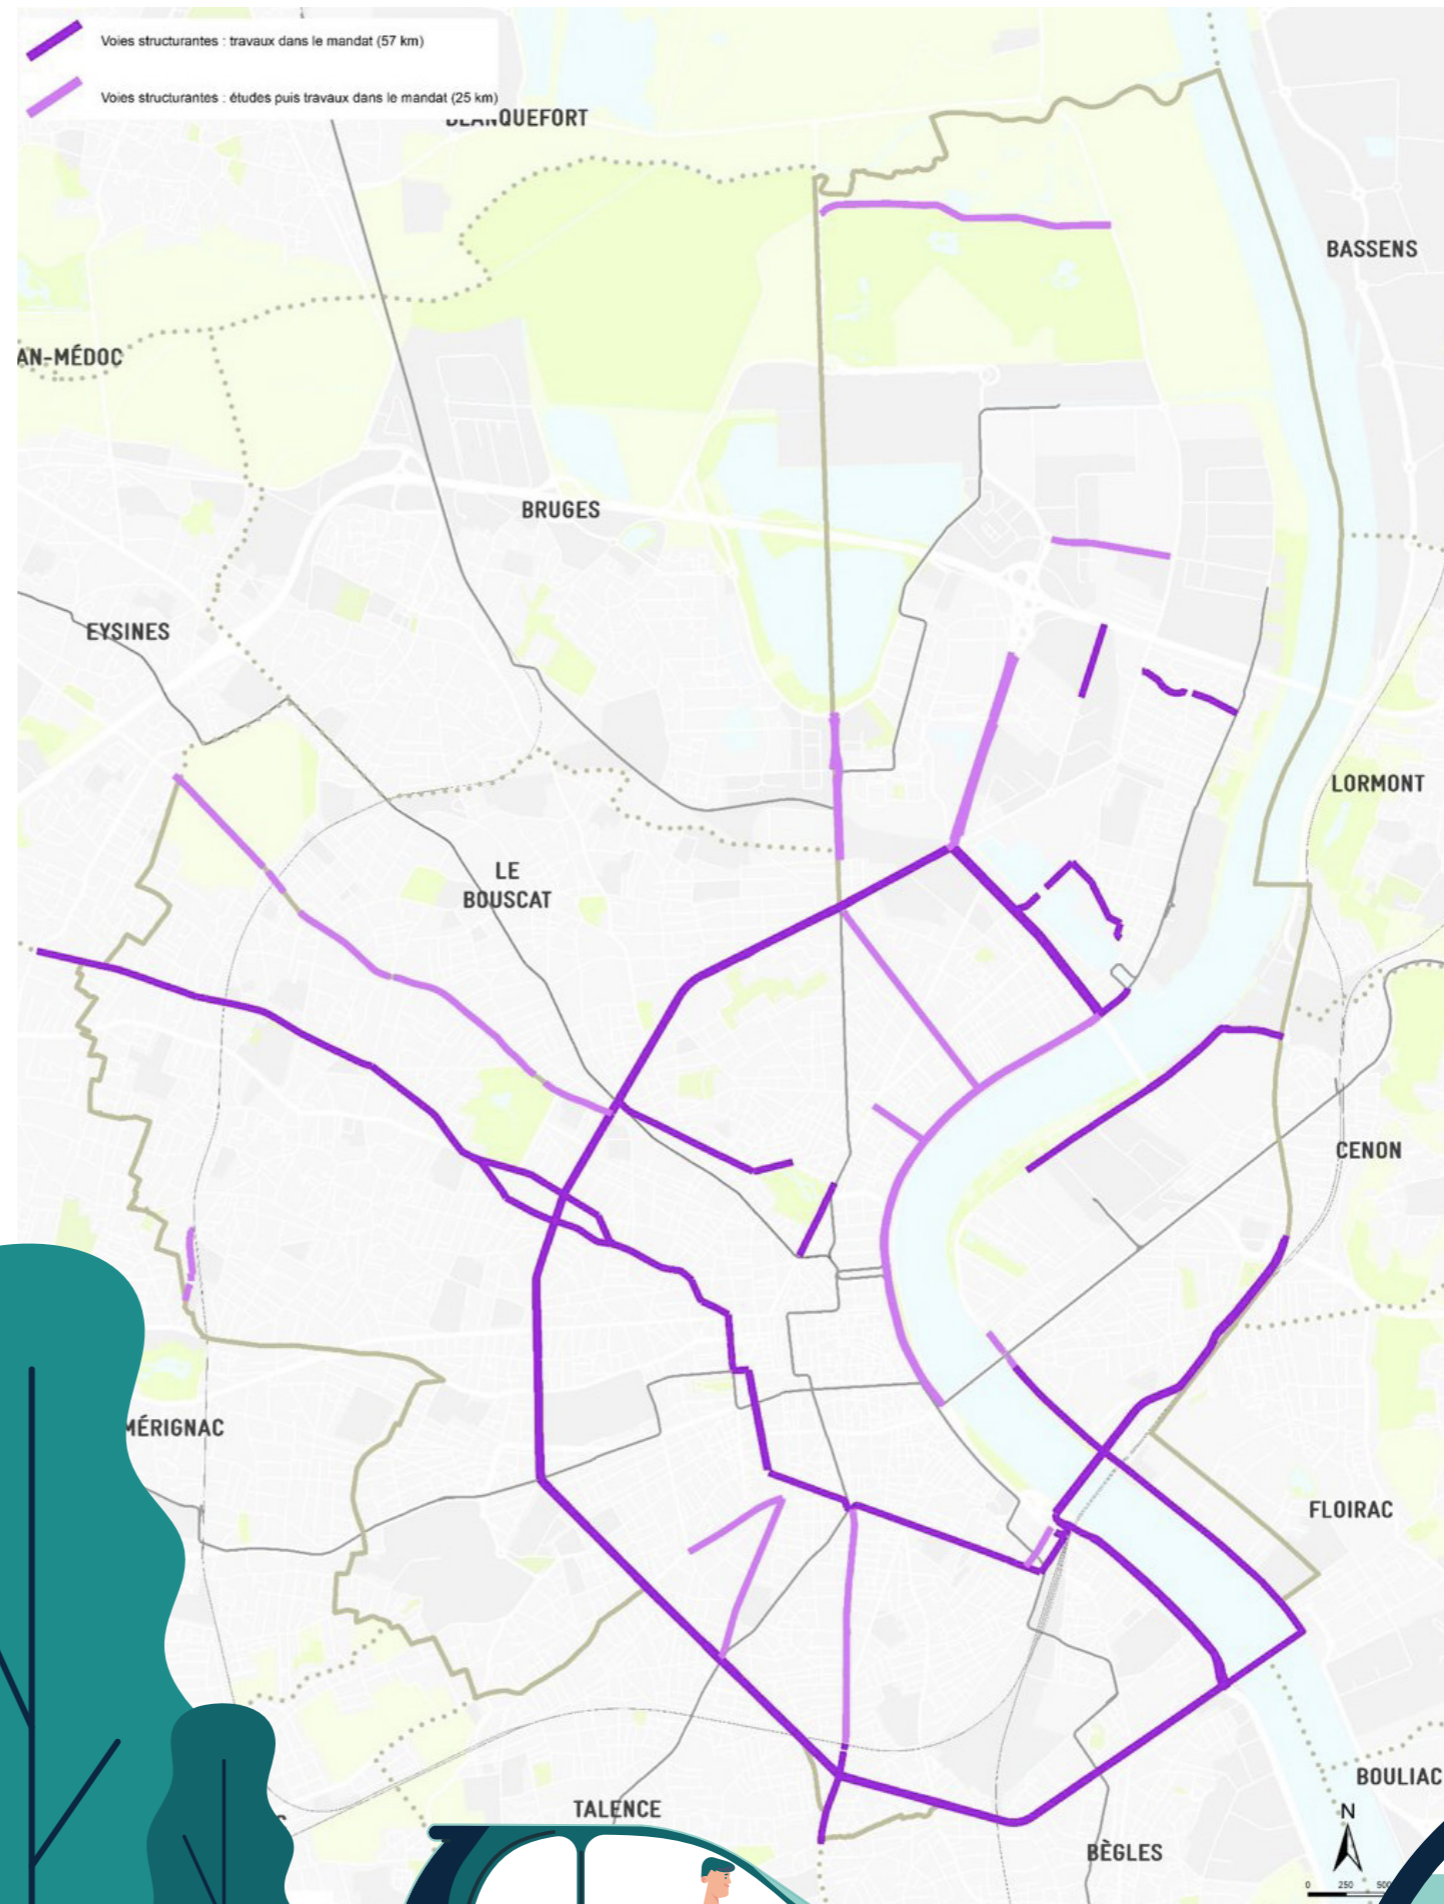 Voies structurantes : travaux dans le mandat (57 km)
Voies structurantes : études puis travaux dans le mandat (25 km)
BLANQUEFORT
BASSENS
AN-MÉDOC
BRUGES
EYSINES
LORMONT
LE
BOUSCAT
CENON
MÉRIGNAC
FLOIRAC
BOULIAC
N
TALENCE
BÈGLES
0 250 500